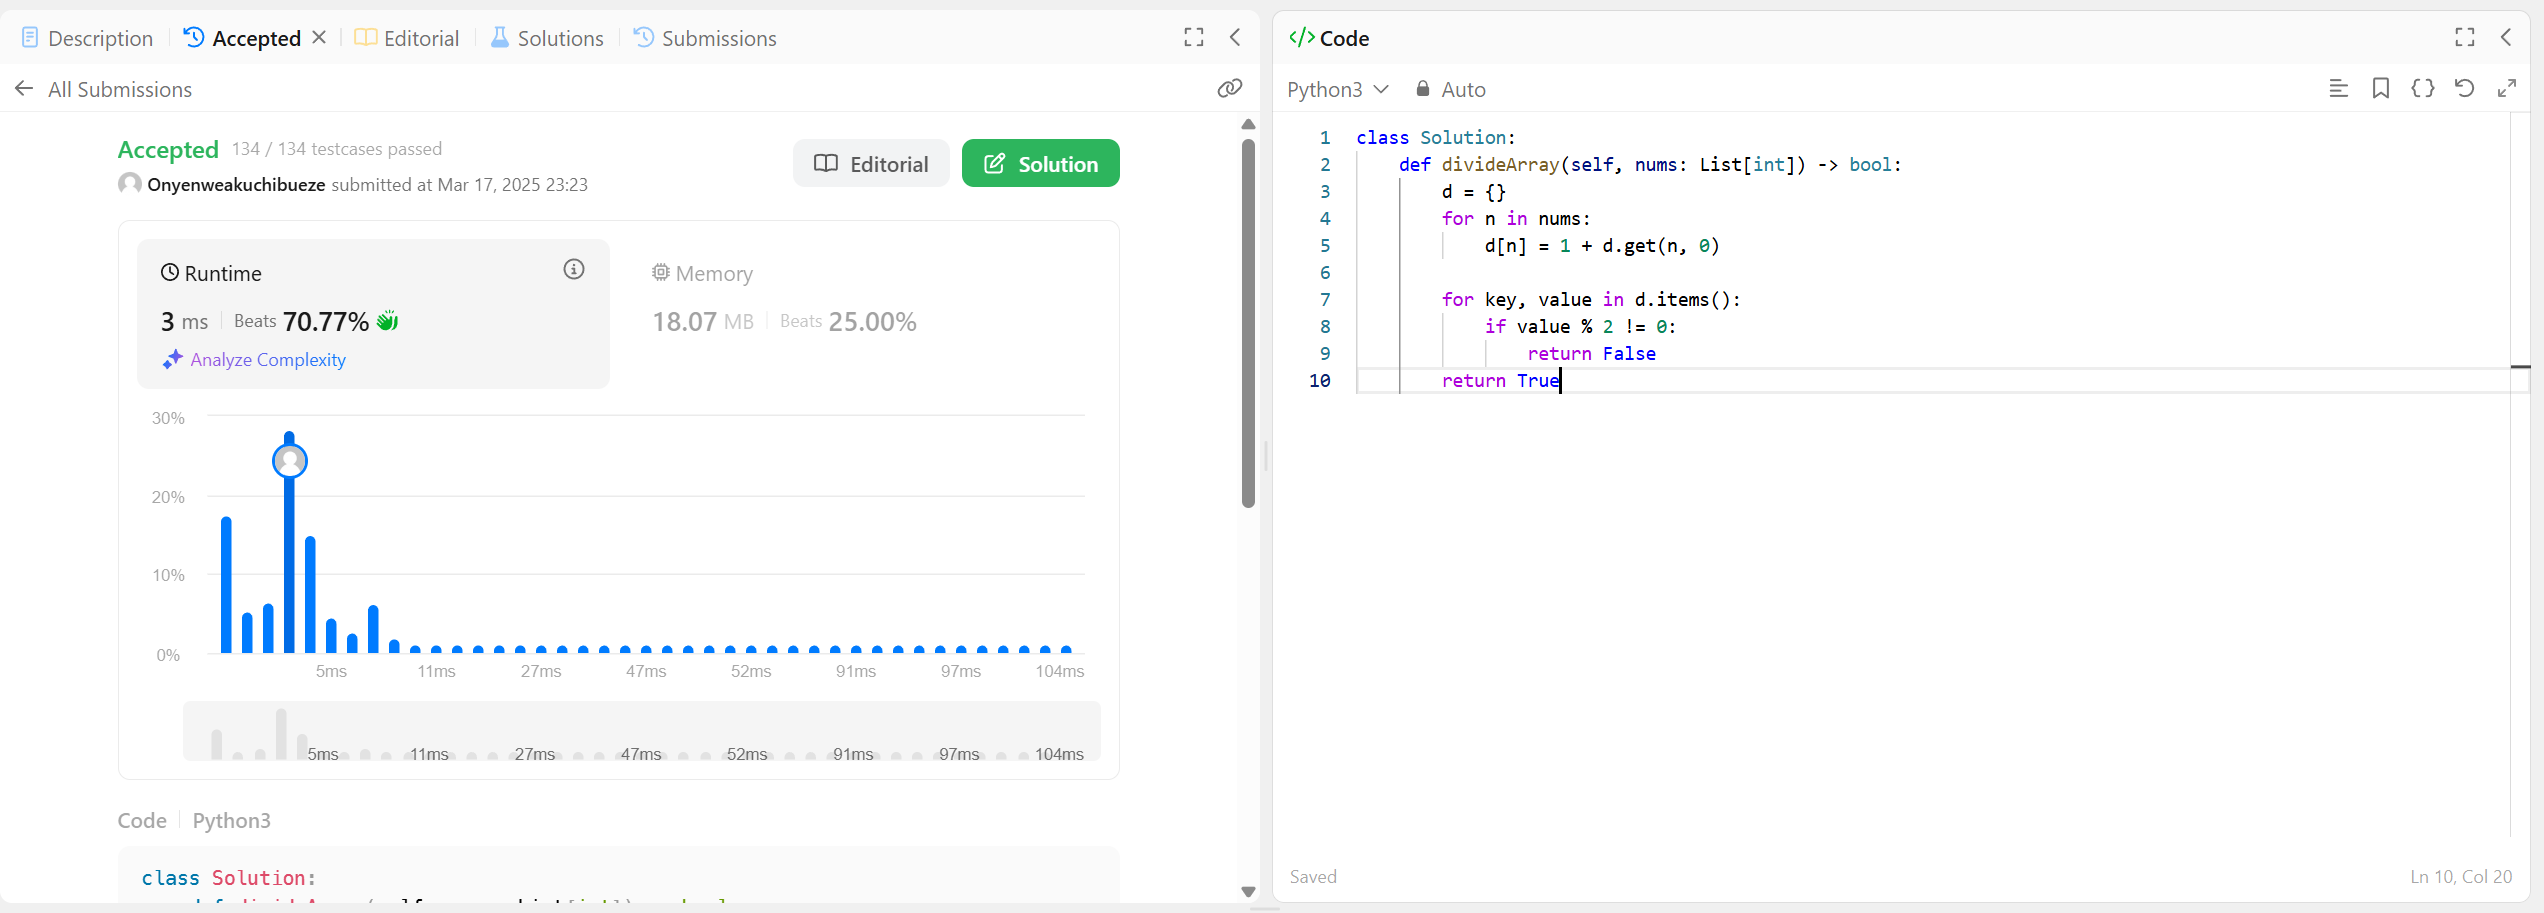 Description Accepted Editorial Solutions Submissions
All Submissions
Accepted 134 / 134 testcases passed
Onyenweakuchibueze submitted at Mar 17, 2025 23:23
Editorial Solution
Runtime
3 ms Beats 70.77%
Analyze Complexity
Memory
18.07 MB Beats 25.00%
30%
20%
10%
0%
5ms 11ms 27ms 47ms 52ms 91ms 97ms 104ms
5ms 11ms 27ms 47ms 52ms 91ms 97ms 104ms
Code Python3
class Solution:
</> Code
Python3 Auto
1 class Solution:
2 def divideArray(self, nums: List[int]) -> bool:
3 d = {}
4 for n in nums:
5 d[n] = 1 + d.get(n, 0)
6
7 for key, value in d.items():
8 if value % 2 != 0:
9 return False
10 return True
Saved Ln 10, Col 20